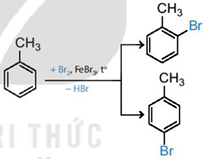 CH₃
Br
CH₃
+ Br₂, FeBr₃, t°
– HBr
CH₃
Br
RI THỨC